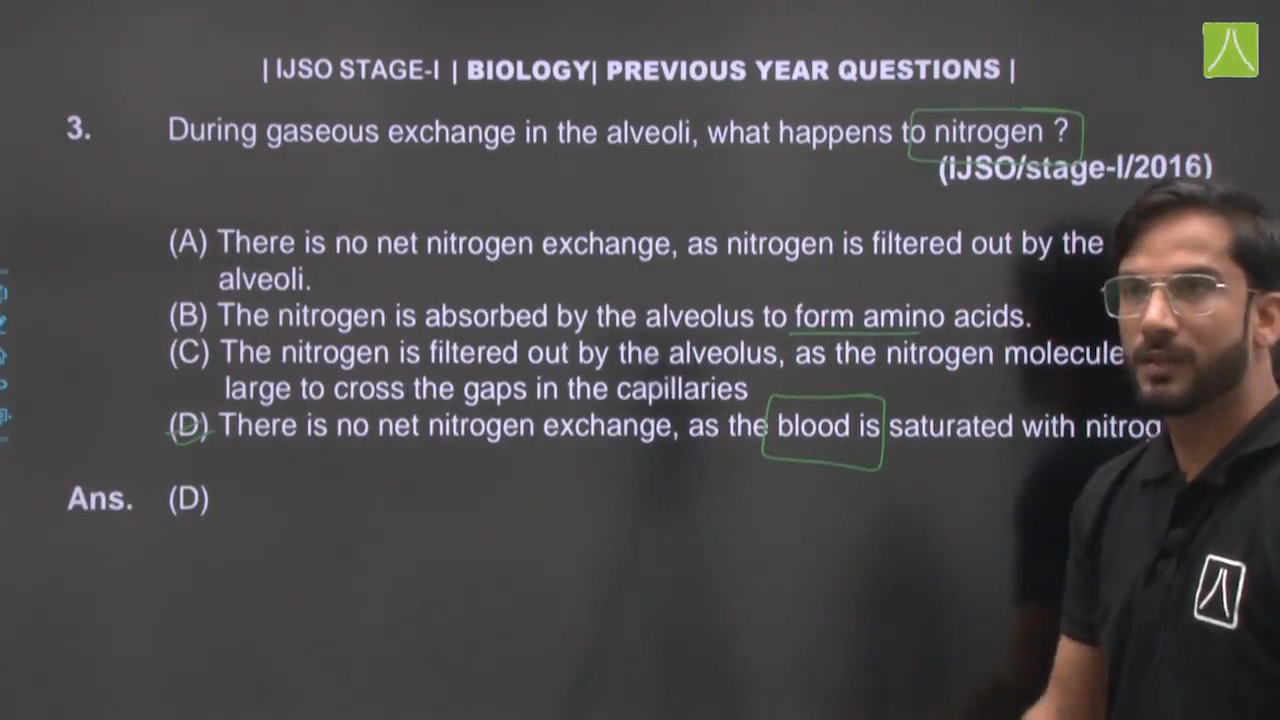 | IJSO STAGE-I | BIOLOGY| PREVIOUS YEAR QUESTIONS |
3. During gaseous exchange in the alveoli, what happens to nitrogen ?
(IJSO/stage-I/2016)
(A) There is no net nitrogen exchange, as nitrogen is filtered out by the
alveoli.
(B) The nitrogen is absorbed by the alveolus to form amino acids.
(C) The nitrogen is filtered out by the alveolus, as the nitrogen molecule
large to cross the gaps in the capillaries
(D) There is no net nitrogen exchange, as the blood is saturated with nitrog
Ans. (D)